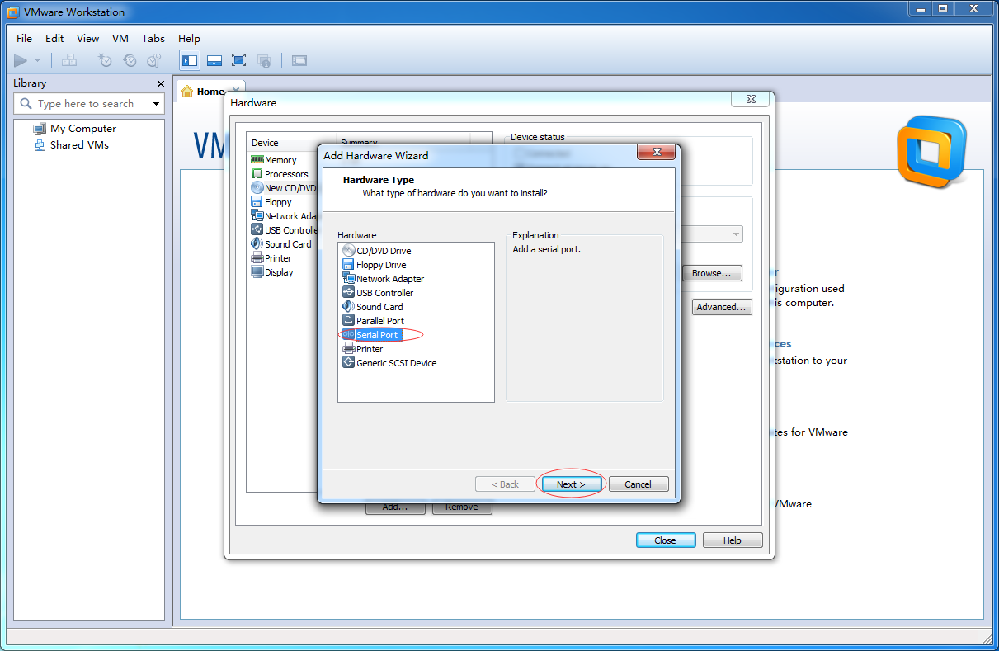 VMware Workstation
File Edit View VM Tabs Help
Library
Type here to search
My Computer
Shared VMs
Home
VM
Hardware
Device
Summary
Memory
Processors
New CD/DVD
Floppy
Network Ada
USB Controlle
Sound Card
Printer
Display
Device status
Browse...
Advanced...
Add...
Remove
Close
Help
Add Hardware Wizard
Hardware Type
What type of hardware do you want to install?
Hardware
CD/DVD Drive
Floppy Drive
Network Adapter
USB Controller
Sound Card
Parallel Port
Serial Port
Printer
Generic SCSI Device
Explanation
Add a serial port.
< Back
Next >
Cancel
r
iguration used
is computer.
ces
kstation to your
tes for VMware
VMware